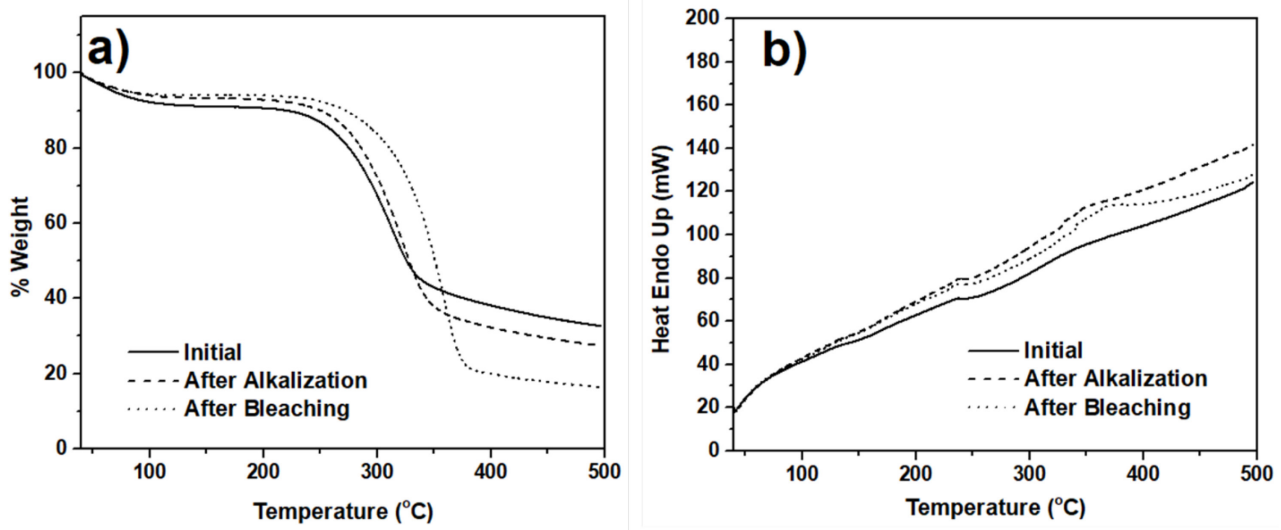 a)
% Weight
100
80
60
40
20
0
Initial
After Alkalization
After Bleaching
100
200
300
400
500
Temperature (°C)
b)
Heat Endo Up (mW)
200
180
160
140
120
100
80
60
40
20
0
Initial
After Alkalization
After Bleaching
100
200
300
400
500
Temperature (°C)